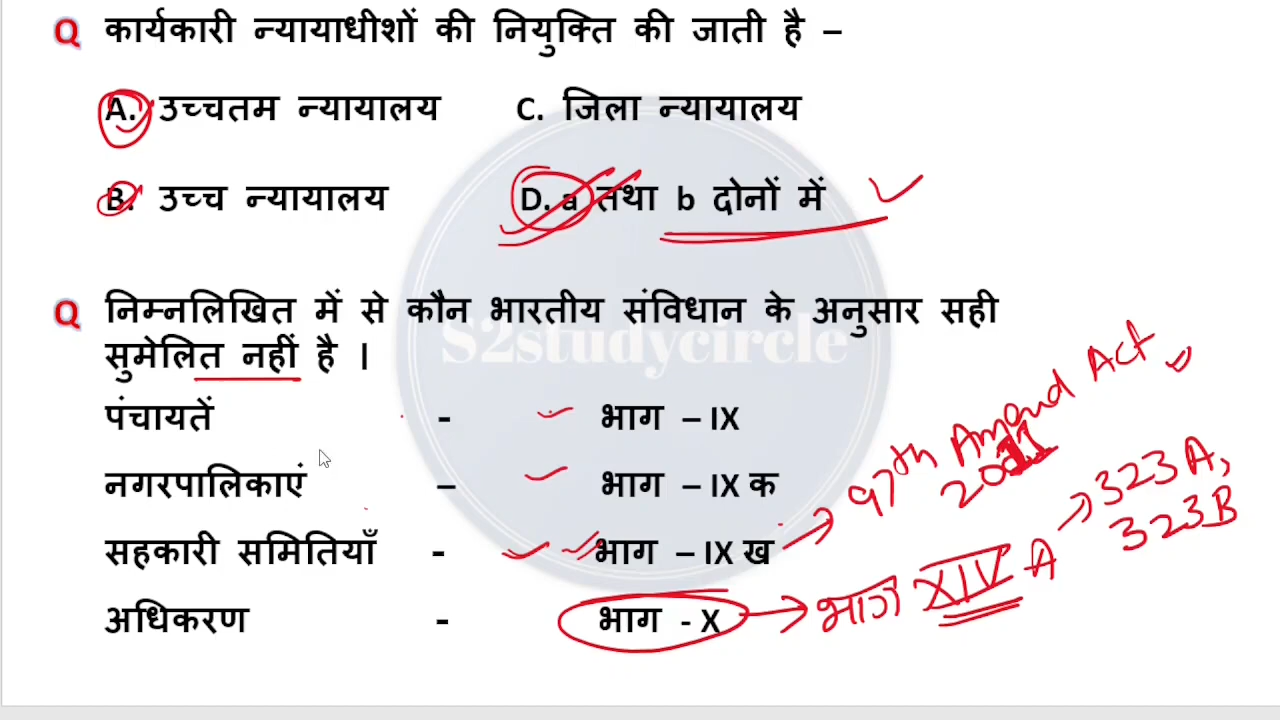 Q कार्यकारी न्यायाधीशों की नियुक्ति की जाती है –
A. उच्चतम न्यायालय C. जिला न्यायालय
B. उच्च न्यायालय D. a तथा b दोनों में
Q निम्नलिखित में से कौन भारतीय संविधान के अनुसार सही
सुमेलित नहीं है ।
S2studycircle
पंचायतें - भाग – IX
नगरपालिकाएं – भाग – IX क
सहकारी समितियाँ - भाग – IX ख
अधिकरण - भाग - X
97th Amend Act
2011
भाग XIV A
323A,
323B